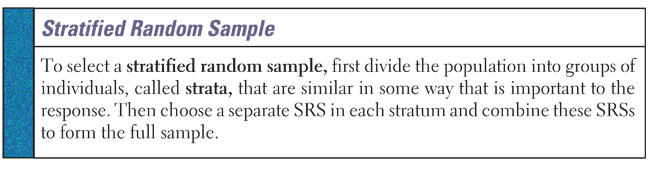 Stratified Random Sample
To select a stratified random sample, first divide the population into groups of
individuals, called strata, that are similar in some way that is important to the
response. Then choose a separate SRS in each stratum and combine these SRSs
to form the full sample.